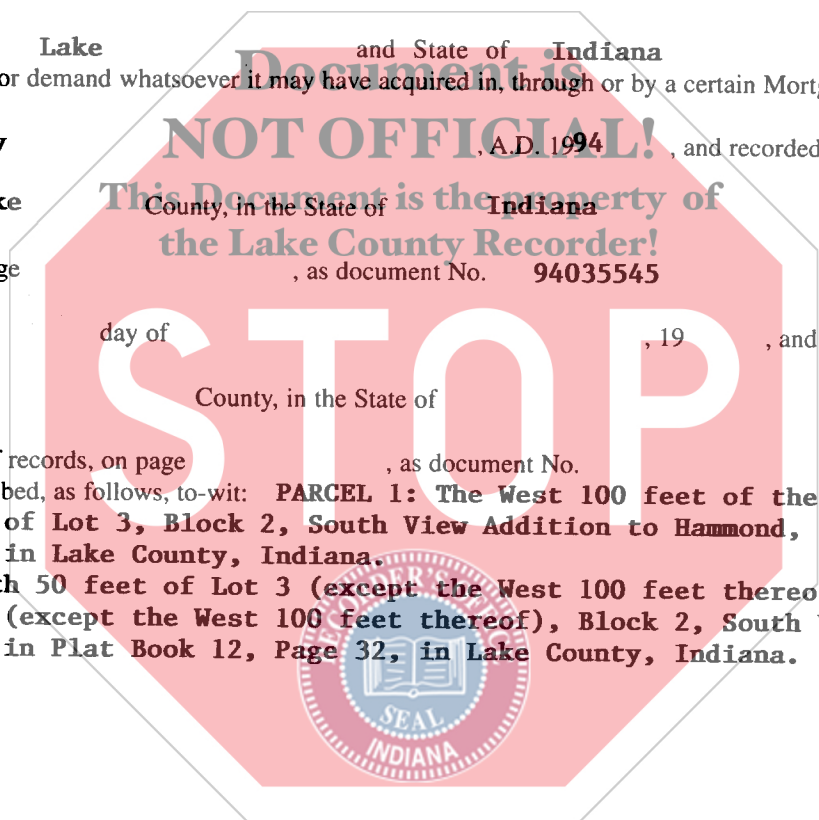 Lake and State of Indiana
Document is
or demand whatsoever it may have acquired in, through or by a certain
NOT OFFICIAL!
, A.D. 1994 , and recorded
This Document is the property of
County, in the State of Indiana
the Lake County Recorder!
, as document No. 94035545
STOP
day of , 19 , and
County, in the State of
records, on page , as document No.
bed, as follows, to-wit: PARCEL 1: The West 100 feet of the
of Lot 3, Block 2, South View Addition to Hammond,
in Lake County, Indiana.
50 feet of Lot 3 (except the West 100 feet thereo
(except the West 100 feet thereof), Block 2, South
in Plat Book 12, Page 32, in Lake County, Indiana.
RECORDER'S OFFICE
SEAL
INDIANA